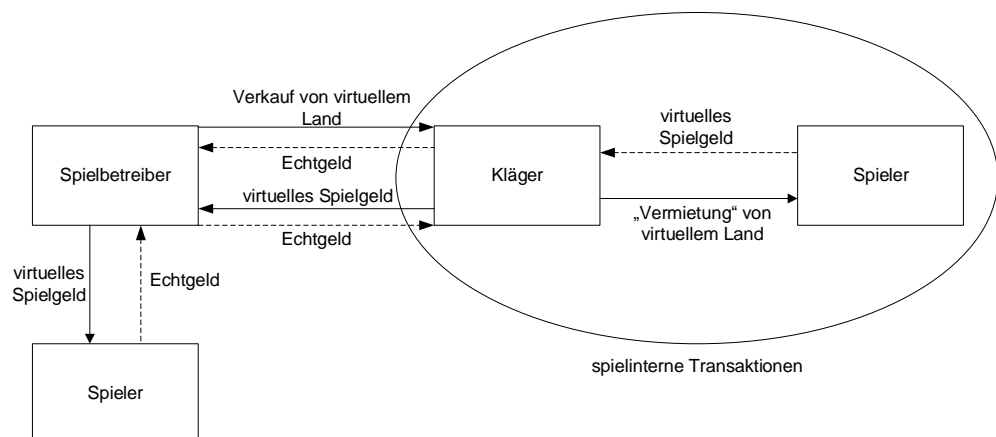 Verkauf von virtuellem
Land
Echtgeld
virtuelles Spielgeld
Echtgeld
Spielbetreiber
Kläger
virtuelles
Spielgeld
„Vermietung“ von
virtuellem Land
Spieler
virtuelles
Spielgeld
Echtgeld
Spieler
spielinterne Transaktionen